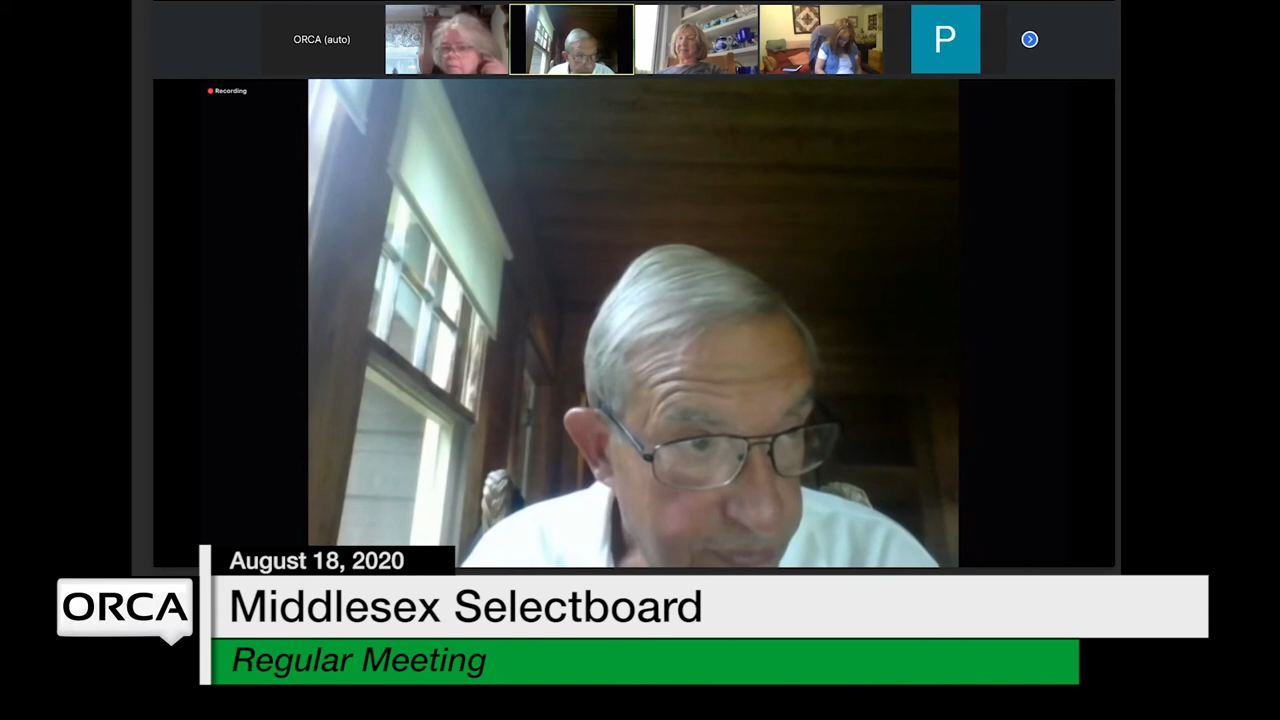 ORCA (auto)
P
Recording
August 18, 2020
ORCA
Middlesex Selectboard
Regular Meeting